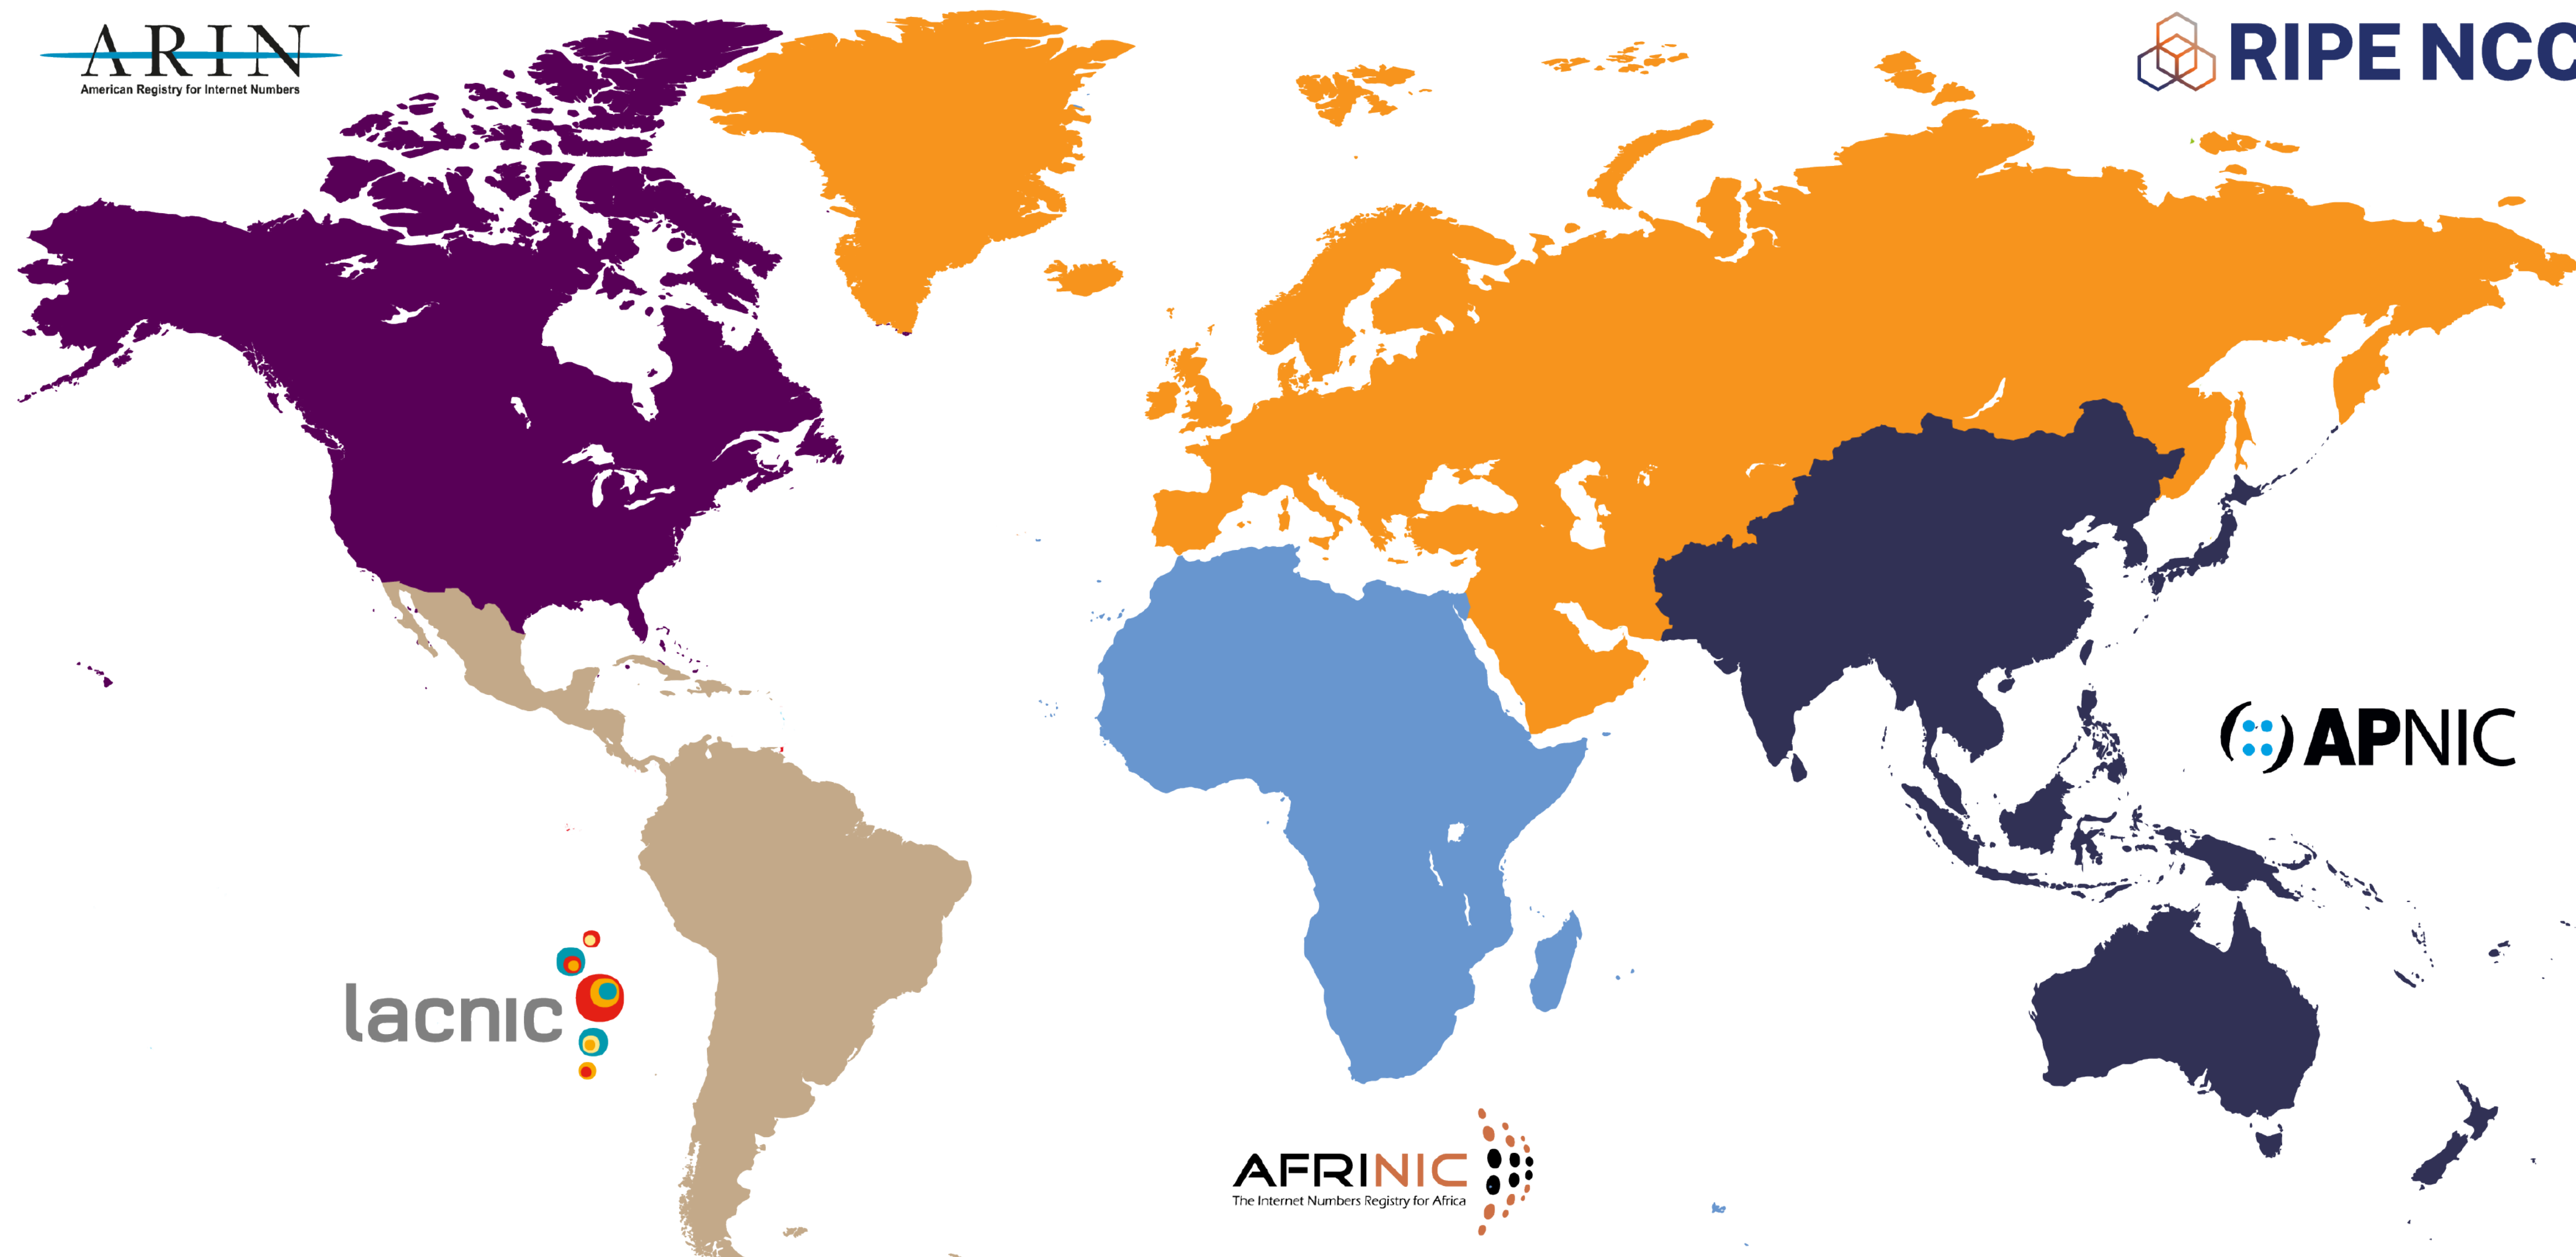 ARIN
American Registry for Internet Numbers
RIPE NCC
APNIC
lacnic
AFRINIC
The Internet Numbers Registry for Africa